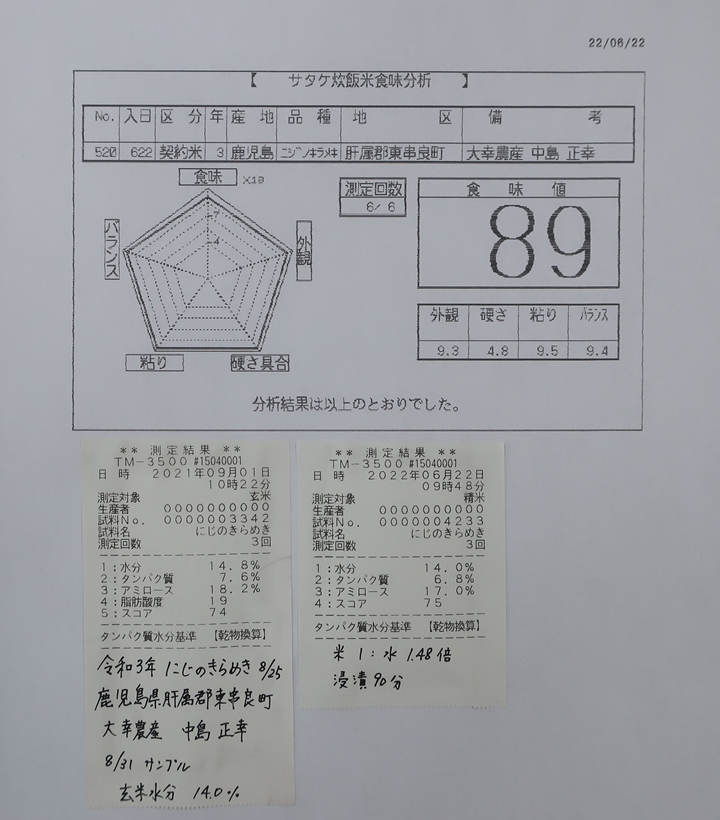 22/06/22
【 サタケ炊飯米食味分析 】
No. 入日 区分 年 産地 品種 地区 備考
520 622 契約米 3 鹿児島 ニジノキラメキ 肝属郡東串良町 大幸農産 中島 正幸
食味 X10
7
4
外観
硬さ具合
粘り
バランス
測定回数
6/ 6
食味値
89
外観 硬さ 粘り バランス
9.3 4.8 9.5 9.4
分析結果は以上のとおりでした。
** 測定結果 **
TM-3500 #15040001
日 時 2021年09月01日
10時22分
測定対象 玄米
生産者 0000000000
試料No. 0000003342
試料名 にじのきらめき
測定回数 3回
1:水分 14.8%
2:タンパク質 7.6%
3:アミロース 18.2%
4:脂肪酸度 19
5:スコア 74
タンパク質水分基準 【乾物換算】
令和3年 にじのきらめき 8/25
鹿児島県肝属郡東串良町
大幸農産 中島 正幸
8/31 サンプル
玄米水分 14.0%
** 測定結果 **
TM-3500 #15040001
日 時 2022年06月22日
09時48分
測定対象 精米
生産者 0000000000
試料No. 0000004233
試料名 にじのきらめき
測定回数 3回
1:水分 14.0%
2:タンパク質 6.8%
3:アミロース 17.0%
4:スコア 75
タンパク質水分基準 【乾物換算】
米 1:水 1.48倍
浸漬90分